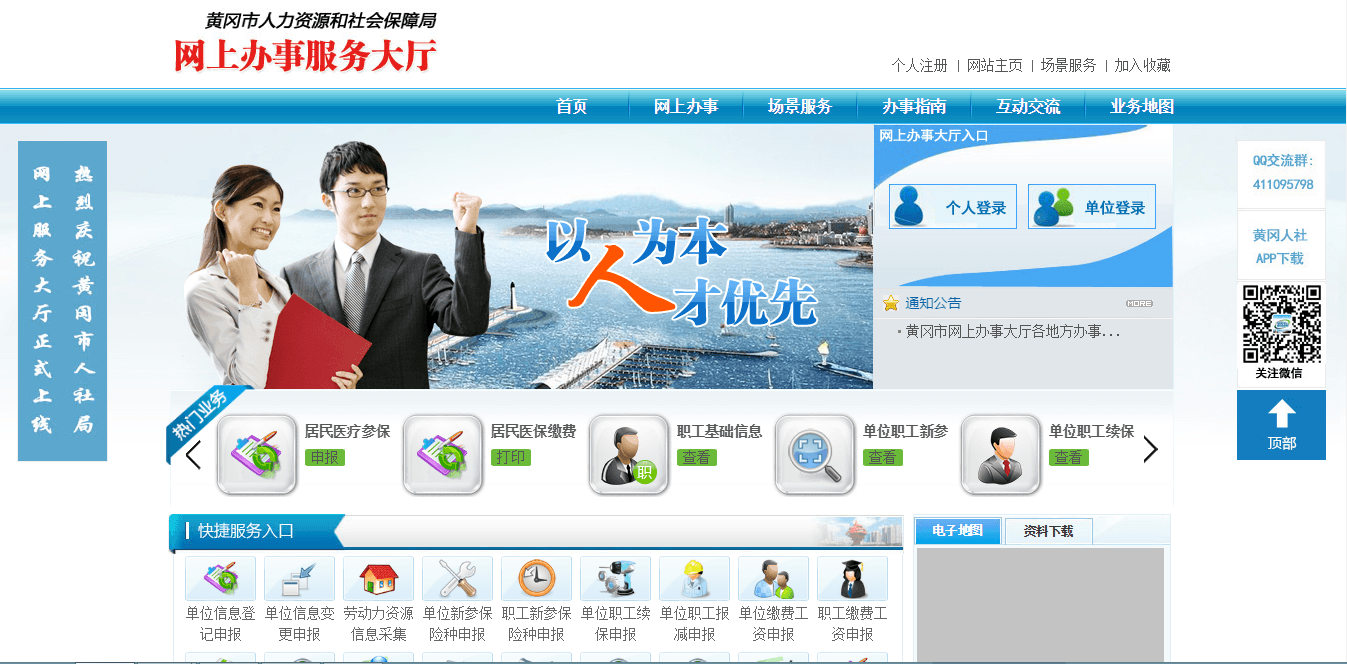 黄冈市人力资源和社会保障局
网上办事服务大厅
个人注册 | 网站主页 | 场景服务 | 加入收藏
首页 网上办事 场景服务 办事指南 互动交流 业务地图
热烈庆祝黄冈市人社局
网上服务大厅正式上线
以人为本
才优先
网上办事大厅入口
个人登录 单位登录
通知公告 MORE
黄冈市网上办事大厅各地方办事...
QQ交流群:
411095798
黄冈人社
APP下载
关注微信
顶部
热门业务
居民医疗参保
申报
居民医保缴费
打印
职
职工基础信息
查看
单位职工新参
查看
单位职工续保
查看
快捷服务入口
电子地图 资料下载
单位信息登
记申报
单位信息变
更申报
劳动力资源
信息采集
单位新参保
险种申报
职工新参保
险种申报
单位职工续
保申报
单位职工报
减申报
单位缴费工
资申报
职工缴费工
资申报